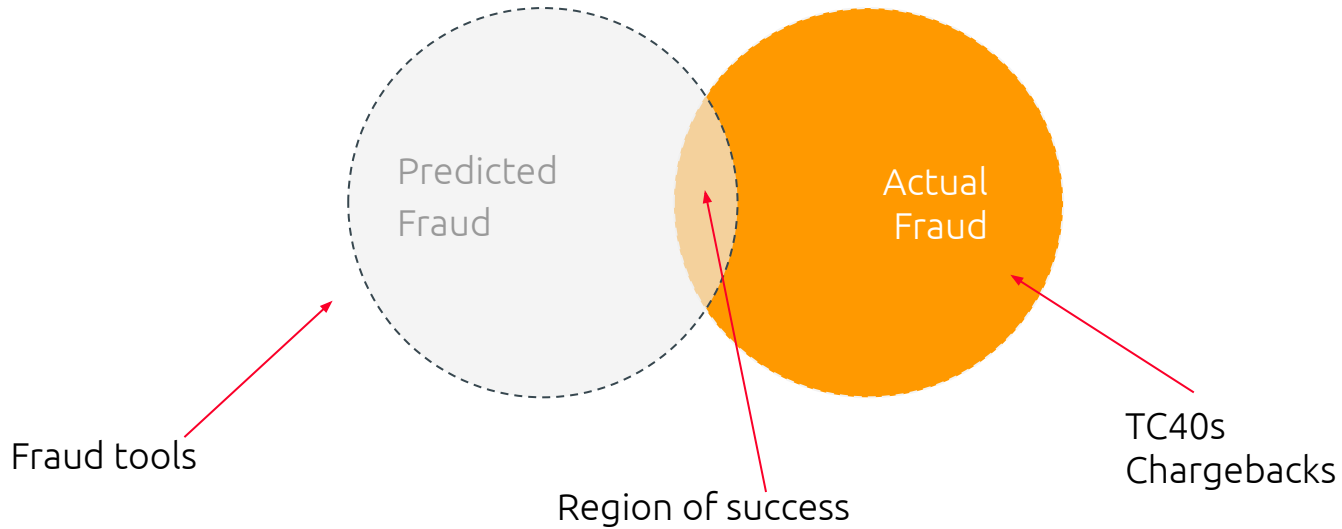 Predicted
Fraud
Actual
Fraud
Fraud tools
Region of success
TC40s
Chargebacks